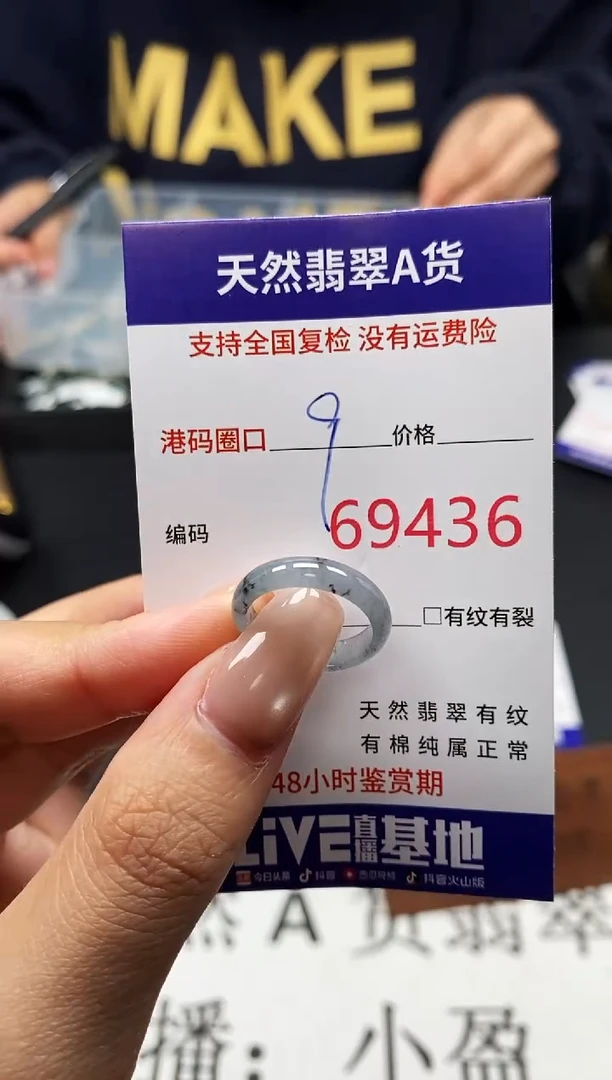 MAKE
天然翡翠A货
支持全国复检 没有运费险
港码圈口 9 价格
编码 69436
□有纹有裂
天然翡翠有纹
有棉纯属正常
48小时鉴赏期
LiVE直播基地
今日头条 抖音 西瓜视频 抖音火山版
然A货翡翠
播：小盈